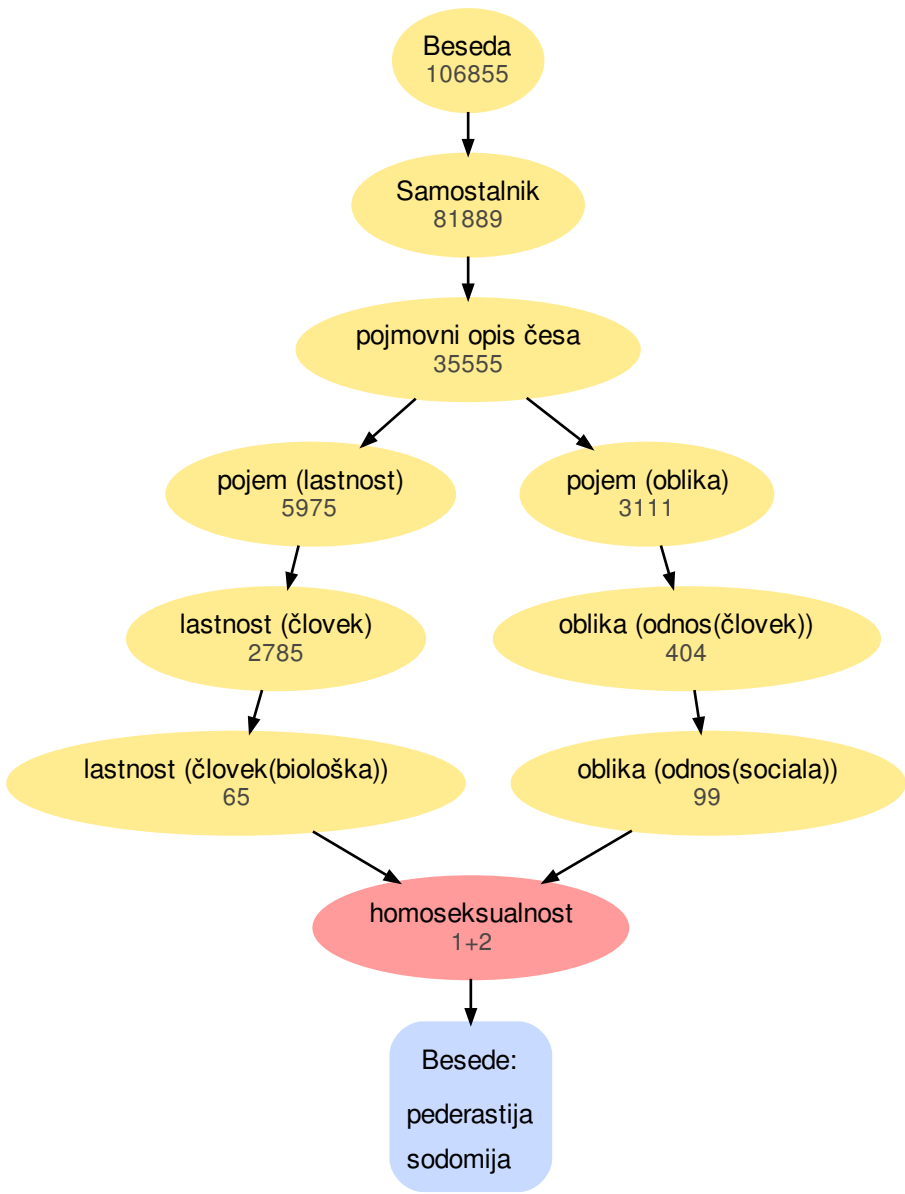 Beseda
106855
Samostalnik
81889
pojmovni opis česa
35555
pojem (lastnost)
5975
pojem (oblika)
3111
lastnost (človek)
2785
oblika (odnos(človek))
404
lastnost (človek(biološka))
65
oblika (odnos(sociala))
99
homoseksualnost
1+2
Besede:
pederastija
sodomija